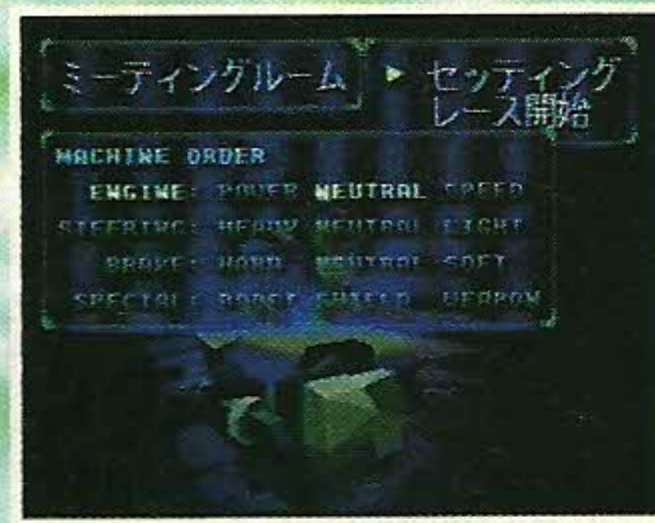 ミーティングルーム
▶ セッティング
レース開始
MACHINE ORDER
ENGINE: POWER NEUTRAL SPEED
STEERING: HEAVY NEUTRAL LIGHT
BRAKE: HARD NEUTRAL SOFT
SPECIAL: BOOST SHIELD WEAPON